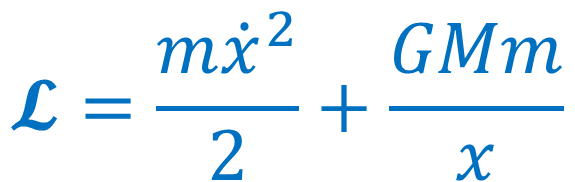 ℒ = mẋ²/2 + GMm/x